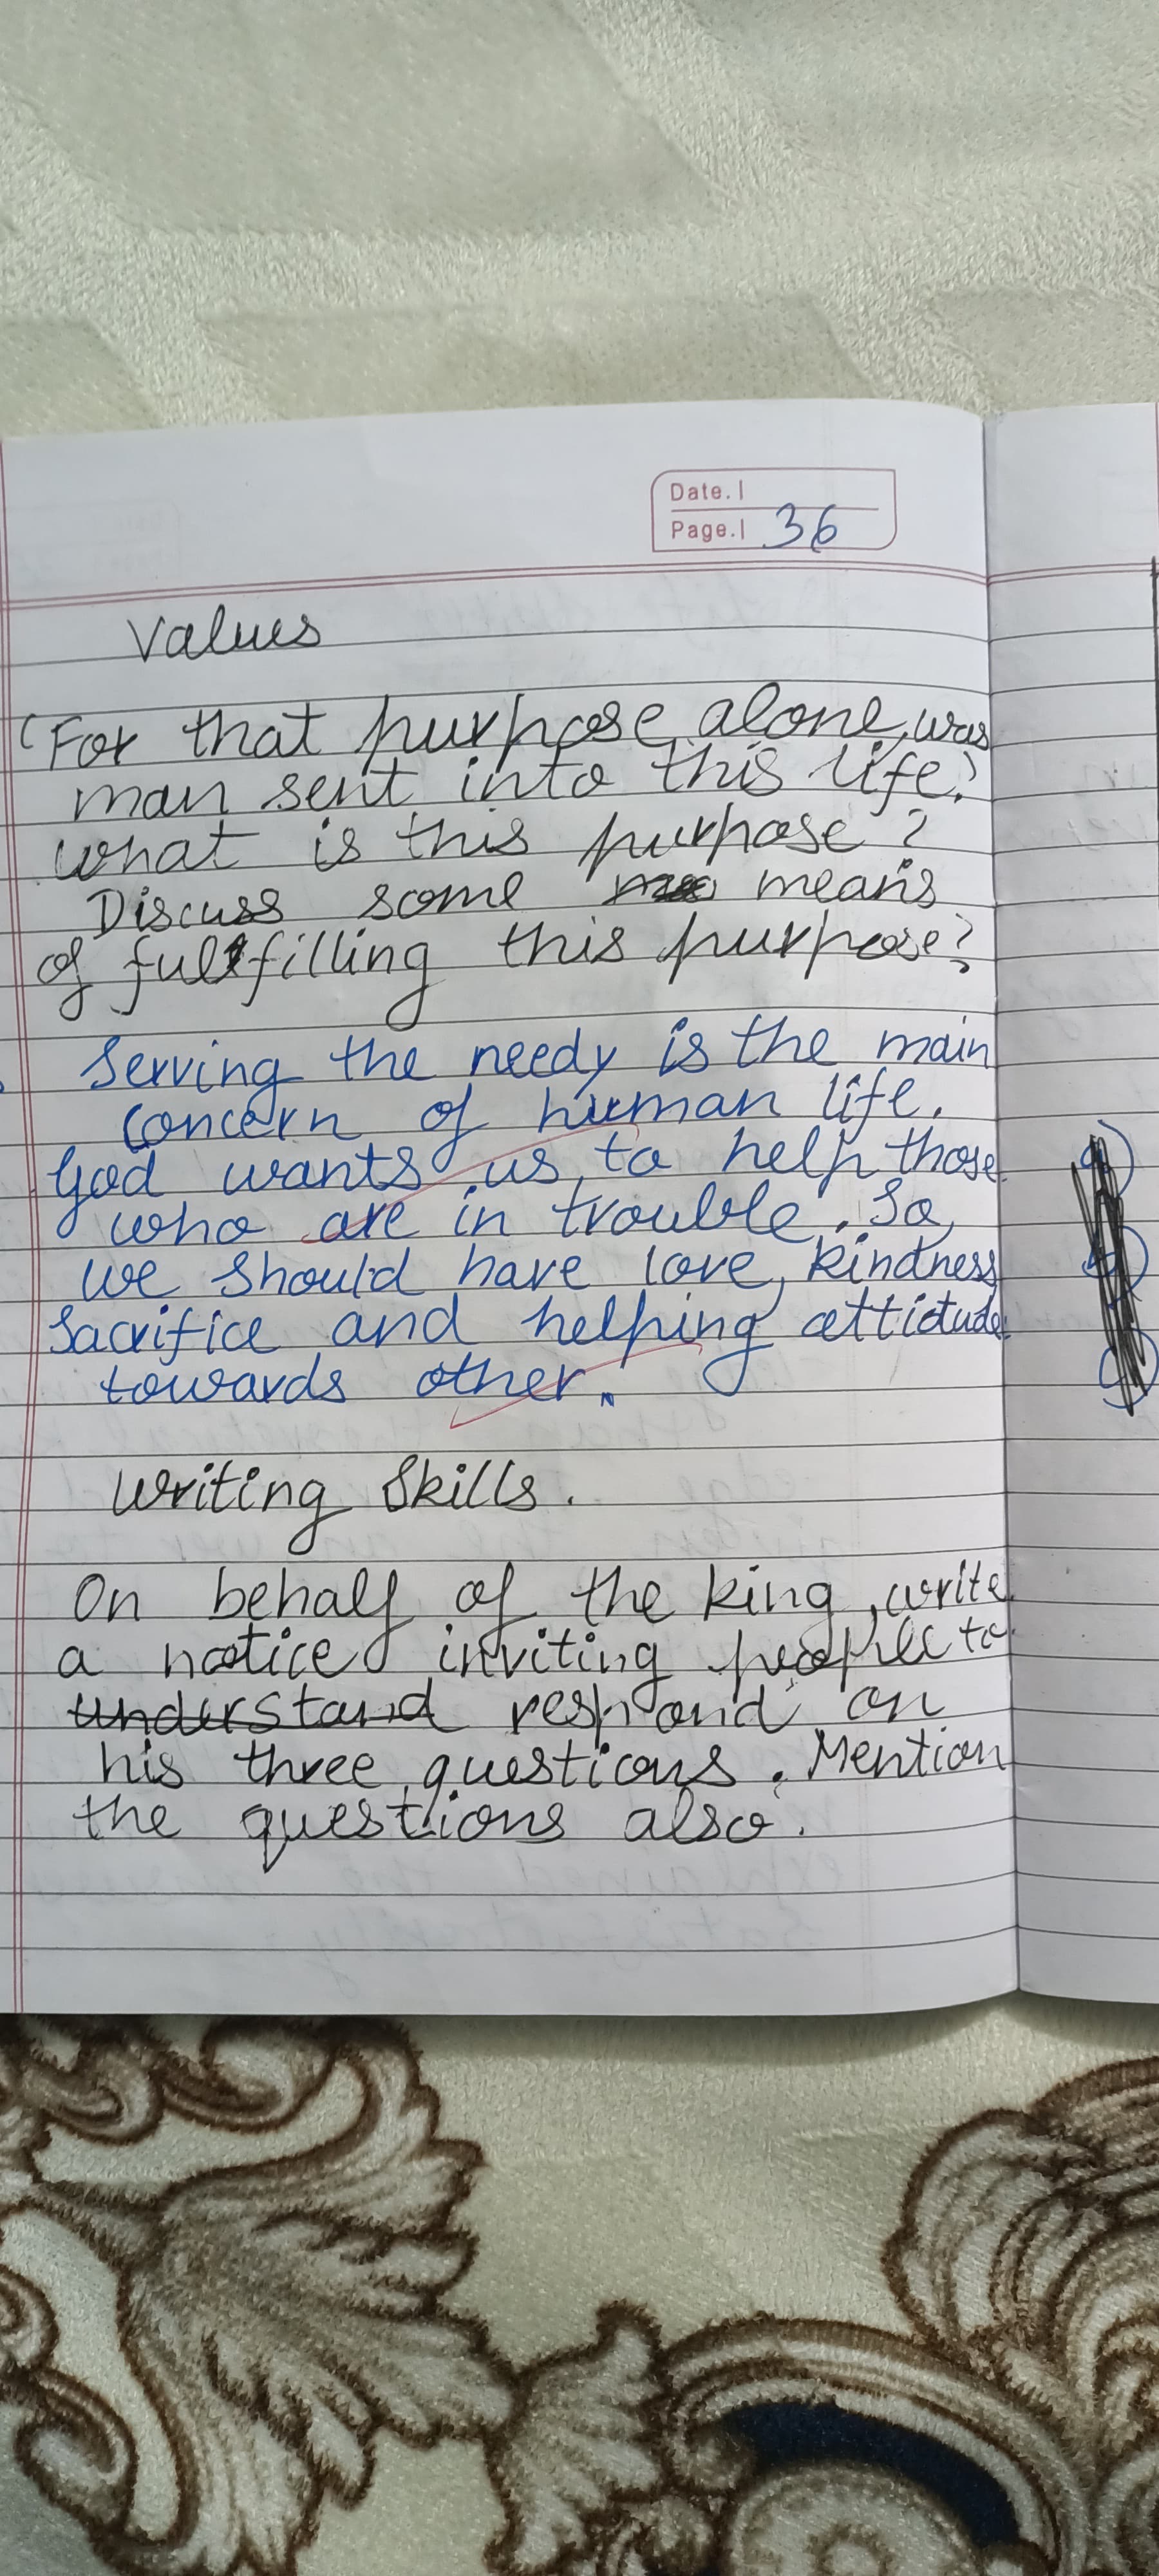 Date.
Page. 36
Values
(For that purpose alone, was
man sent into this life?
what is this purpose?
Discuss some means
of fulfilling this purpose?
Serving the needy is the main
concern of human life.
God wants us to help those
who are in trouble. So,
we should have love, kindness
Sacrifice and helping attictude
towards other.
Writing Skills.
On behalf of the king, write
a notice inviting people to
understand respond on
his three questions. Mention
the questions also.
a)
b)
c)